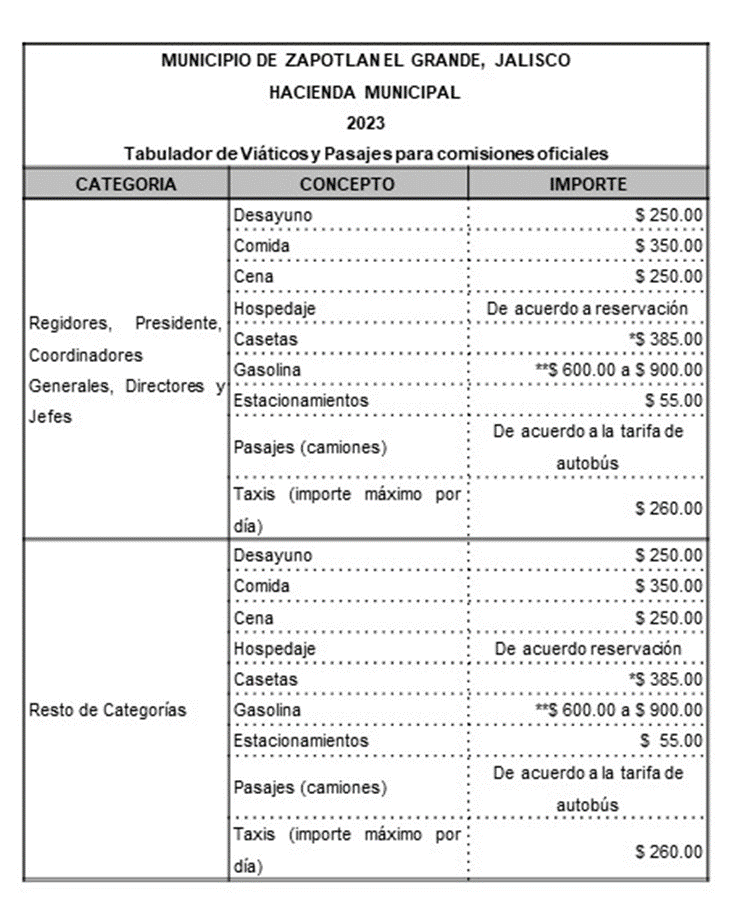 MUNICIPIO DE ZAPOTLAN EL GRANDE, JALISCO
HACIENDA MUNICIPAL
2023
Tabulador de Viáticos y Pasajes para comisiones oficiales
CATEGORIA CONCEPTO IMPORTE
Regidores, Presidente,
Coordinadores
Generales, Directores y
Jefes
Desayuno $ 250.00
Comida $ 350.00
Cena $ 250.00
Hospedaje De acuerdo a reservación
Casetas *$ 385.00
Gasolina **$ 600.00 a $ 900.00
Estacionamientos $ 55.00
Pasajes (camiones) De acuerdo a la tarifa de
autobús
Taxis (importe máximo por
día) $ 260.00
Resto de Categorías
Desayuno $ 250.00
Comida $ 350.00
Cena $ 250.00
Hospedaje De acuerdo reservación
Casetas *$ 385.00
Gasolina **$ 600.00 a $ 900.00
Estacionamientos $ 55.00
Pasajes (camiones) De acuerdo a la tarifa de
autobús
Taxis (importe máximo por
día) $ 260.00